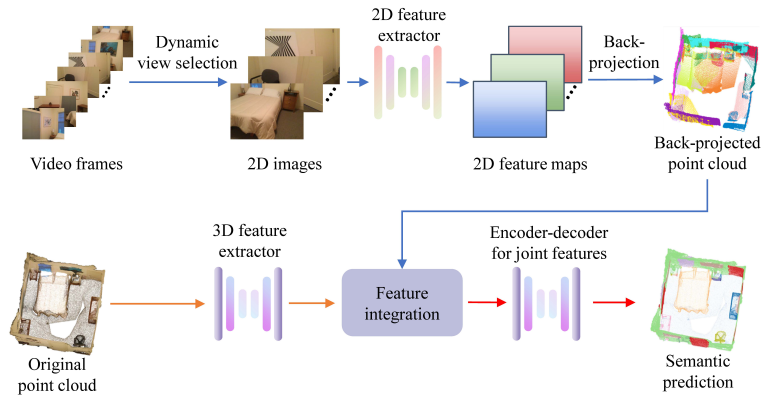 Dynamic
view selection
2D feature
extractor
Back-
projection
Video frames
2D images
2D feature maps
Back-projected
point cloud
3D feature
extractor
Encoder-decoder
for joint features
Feature
integration
Original
point cloud
Semantic
prediction